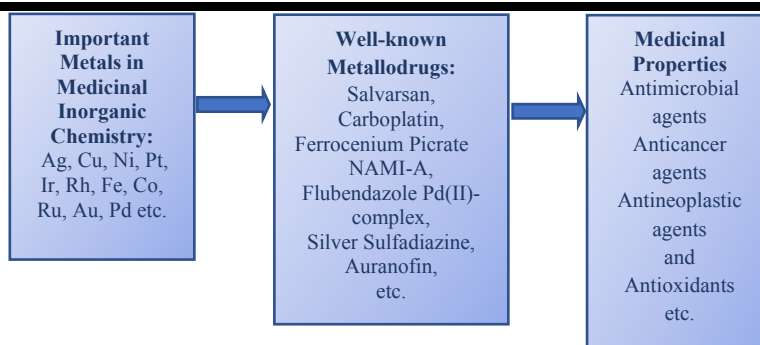 Important
Metals in
Medicinal
Inorganic
Chemistry:
Ag, Cu, Ni, Pt,
Ir, Rh, Fe, Co,
Ru, Au, Pd etc.
Well-known
Metallodrugs:
Salvarsan,
Carboplatin,
Ferrocenium Picrate
NAMI-A,
Flubendazole Pd(II)-
complex,
Silver Sulfadiazine,
Auranofin,
etc.
Medicinal
Properties
Antimicrobial
agents
Anticancer
agents
Antineoplastic
agents
and
Antioxidants
etc.